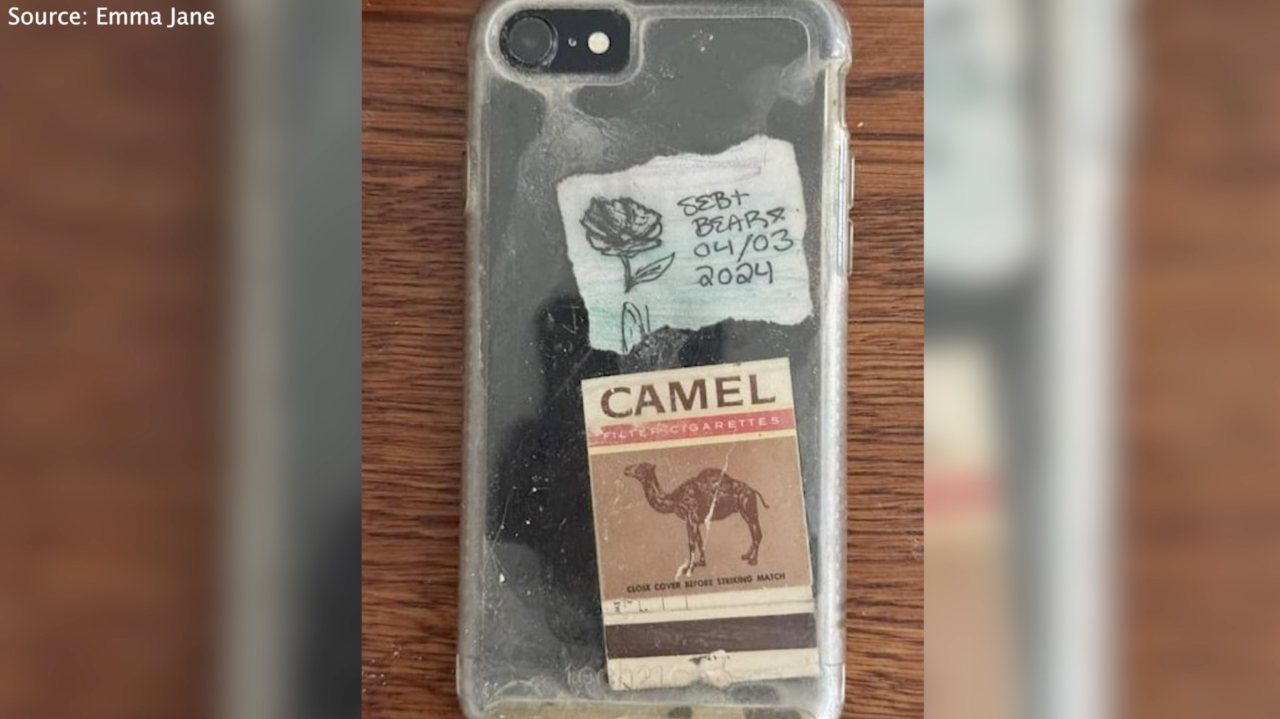 Source: Emma Jane
SEB+
BEAR
04/03
2024
CAMEL
FILTER CIGARETTES
CLOSE COVER BEFORE STRIKING MATCH